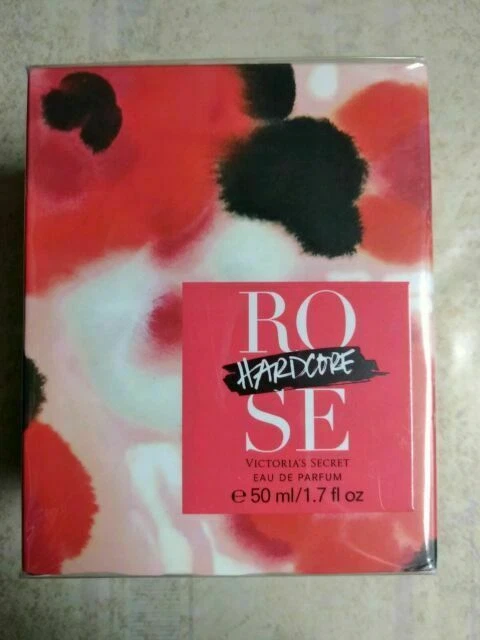 RO
HARDCORE
SE
VICTORIA'S SECRET
EAU DE PARFUM
℮ 50 ml/1.7 fl oz